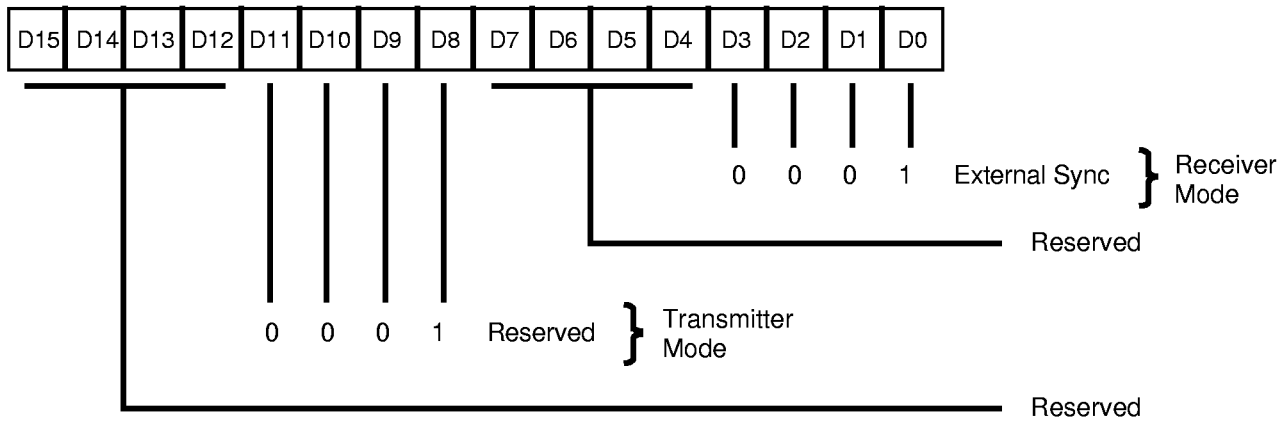 D15 D14 D13 D12 D11 D10 D9 D8 D7 D6 D5 D4 D3 D2 D1 D0
0 0 0 1 External Sync } Receiver
Mode
Reserved
0 0 0 1 Reserved } Transmitter
Mode
Reserved